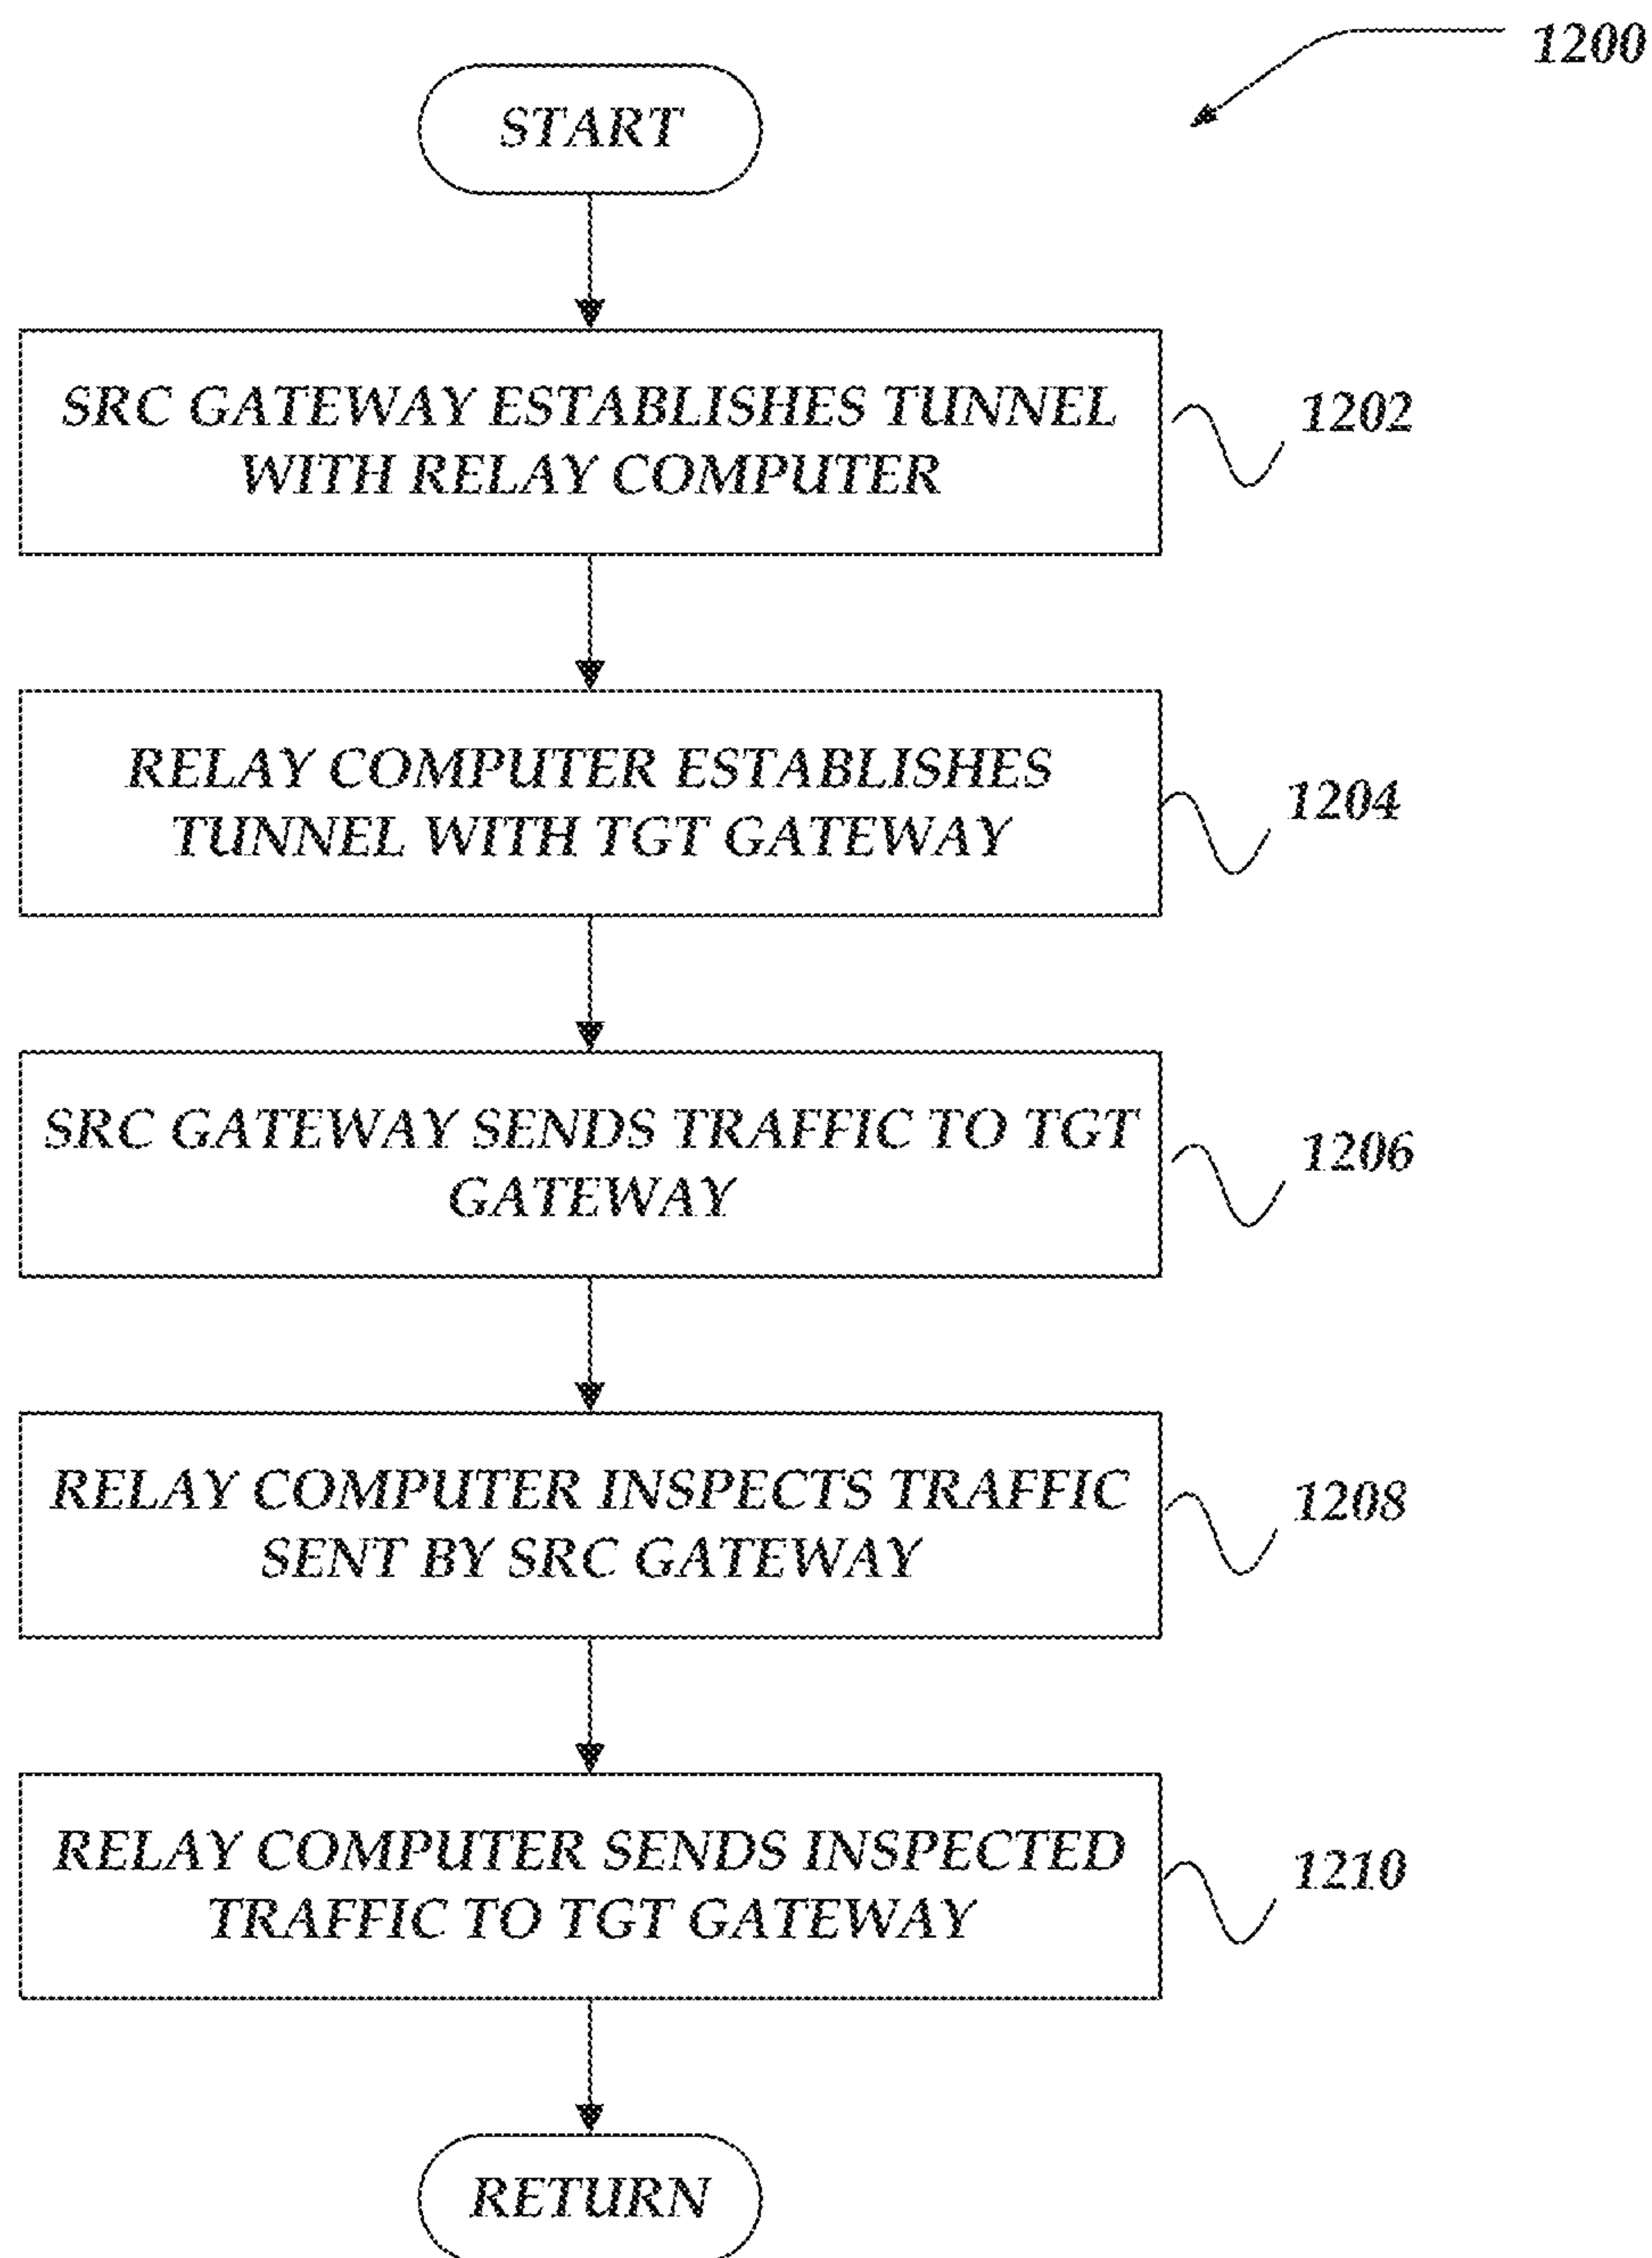 1200
START
SRC GATEWAY ESTABLISHES TUNNEL
WITH RELAY COMPUTER
1202
RELAY COMPUTER ESTABLISHES
TUNNEL WITH TGT GATEWAY
1204
SRC GATEWAY SENDS TRAFFIC TO TGT
GATEWAY
1206
RELAY COMPUTER INSPECTS TRAFFIC
SENT BY SRC GATEWAY
1208
RELAY COMPUTER SENDS INSPECTED
TRAFFIC TO TGT GATEWAY
1210
RETURN